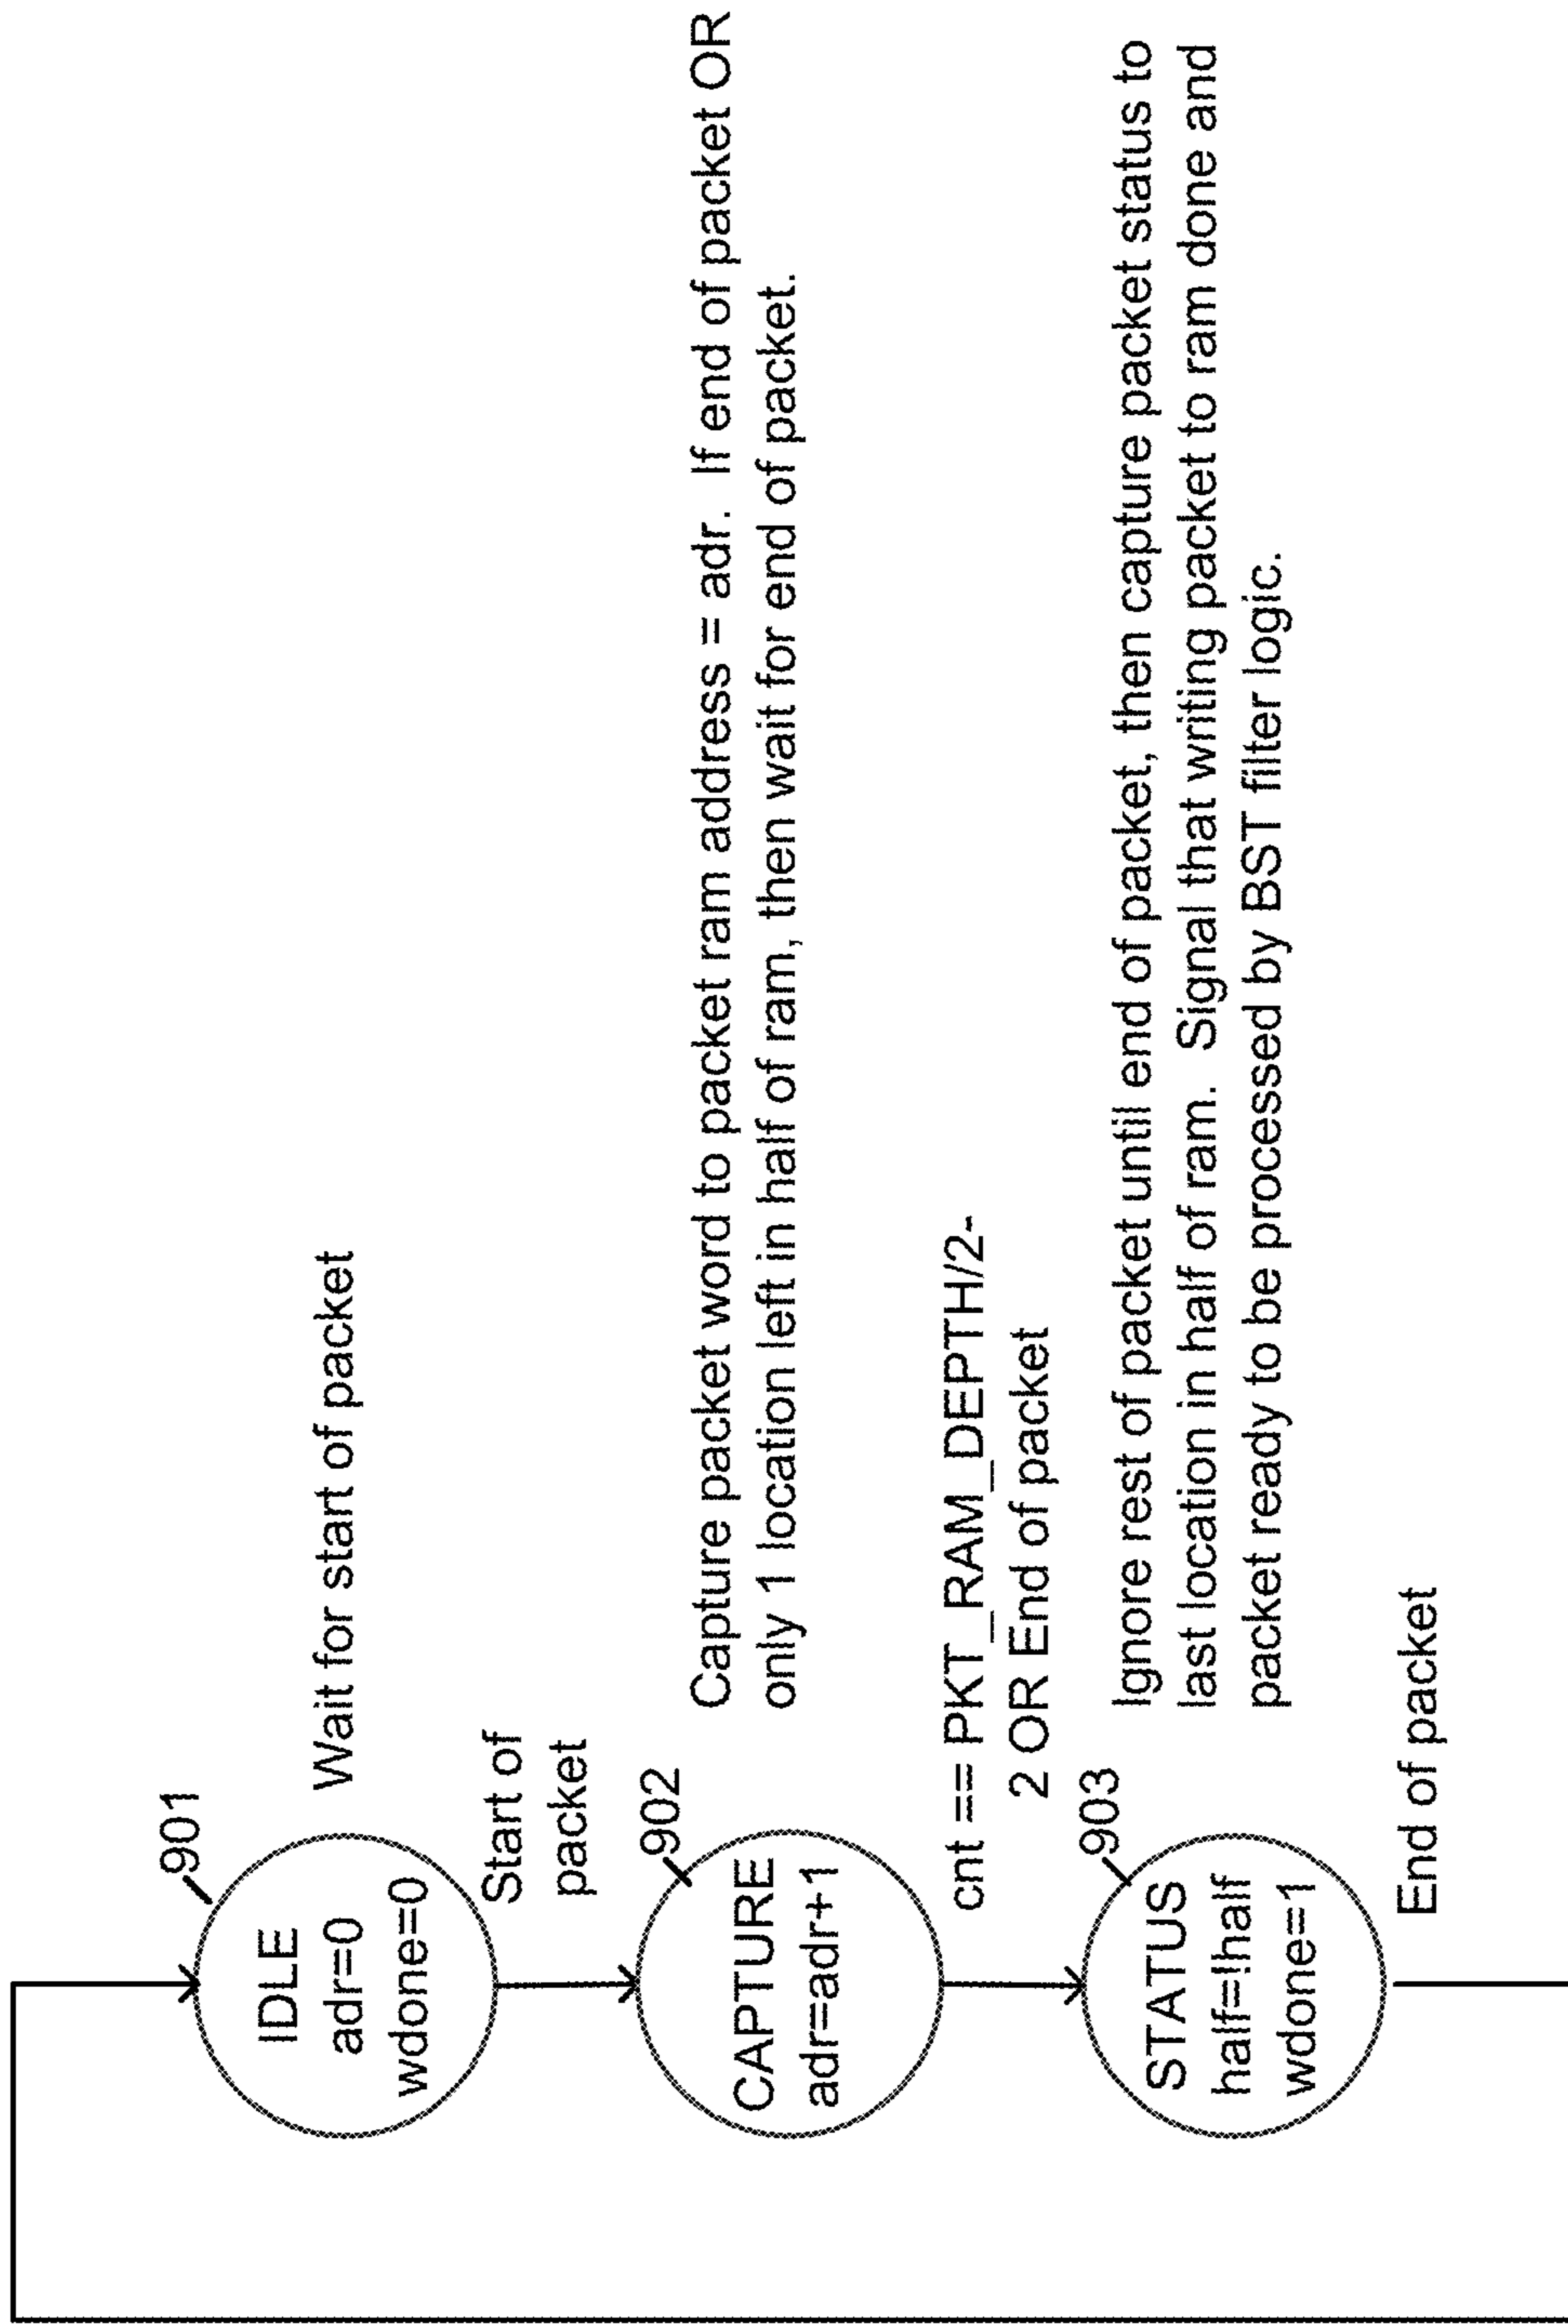 901
IDLE
adr=0
wdone=0
Wait for start of packet
Start of
packet
902
CAPTURE
adr=adr+1
Capture packet word to packet ram address = adr. If end of packet OR
only 1 location left in half of ram, then wait for end of packet.
cnt == PKT_RAM_DEPTH/2-
2 OR End of packet
903
STATUS
half=!half
wdone=1
Ignore rest of packet until end of packet, then capture packet status to
last location in half of ram. Signal that writing packet to ram done and
packet ready to be processed by BST filter logic.
End of packet